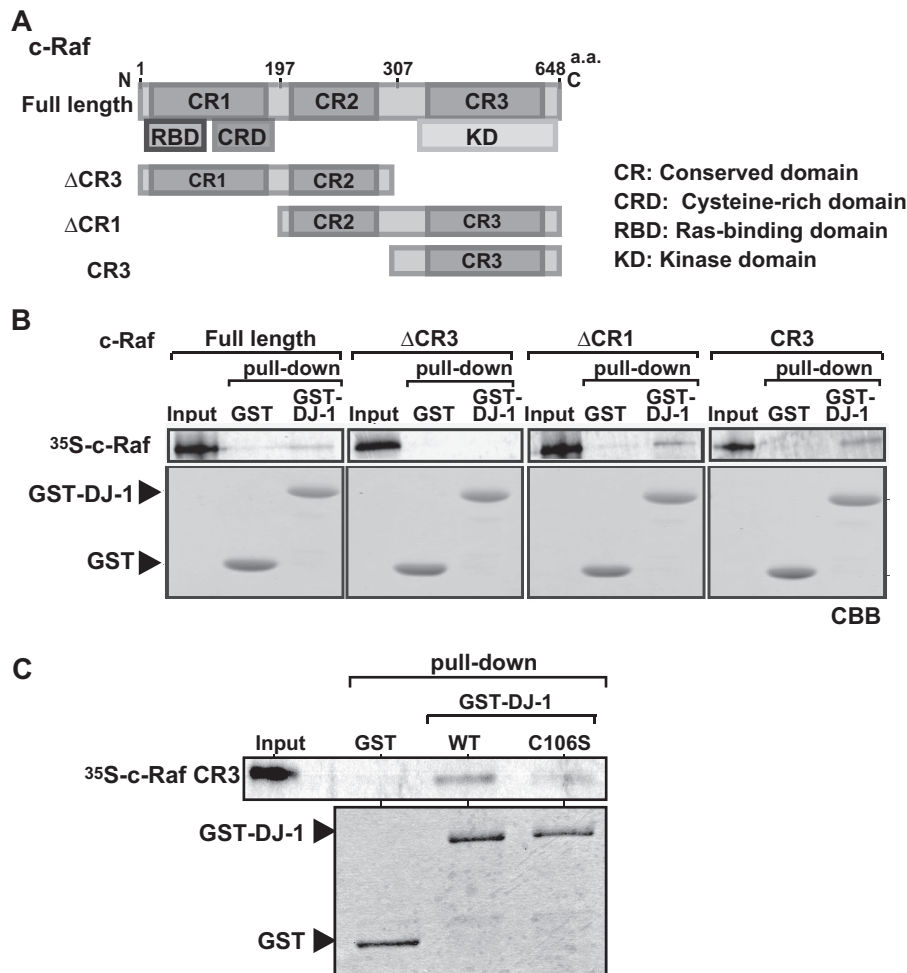 A
c-Raf
1 197 307 648 a.a.
N C
Full length CR1 CR2 CR3
RBD CRD KD
ΔCR3 CR1 CR2
ΔCR1 CR2 CR3
CR3 CR3
CR: Conserved domain
CRD: Cysteine-rich domain
RBD: Ras-binding domain
KD: Kinase domain
B
c-Raf Full length ΔCR3 ΔCR1 CR3
pull-down pull-down pull-down pull-down
Input GST GST-DJ-1 Input GST GST-DJ-1 Input GST GST-DJ-1 Input GST GST-DJ-1
³⁵S-c-Raf
GST-DJ-1
GST
CBB
C
pull-down
GST-DJ-1
Input GST WT C106S
³⁵S-c-Raf CR3
GST-DJ-1
GST